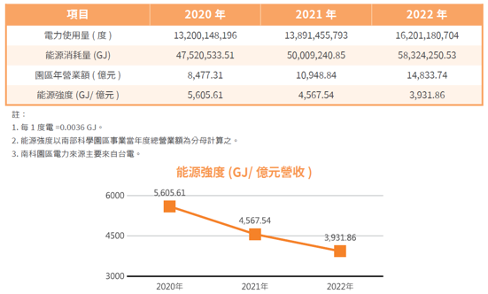 項目 2020 年 2021 年 2022 年
電力使用量 ( 度 ) 13,200,148,196 13,891,455,793 16,201,180,704
能源消耗量 (GJ) 47,520,533.51 50,009,240.85 58,324,250.53
園區年營業額 ( 億元 ) 8,477.31 10,948.84 14,833.74
能源強度 (GJ/ 億元 ) 5,605.61 4,567.54 3,931.86
註：
1. 每 1 度電 =0.0036 GJ。
2. 能源強度以南部科學園區事業當年度總營業額為分母計算之。
3. 南科園區電力來源主要來自台電。
能源強度 (GJ/ 億元營收 )
6000
4500
3000
5,605.61
4,567.54
3,931.86
2020年 2021年 2022年